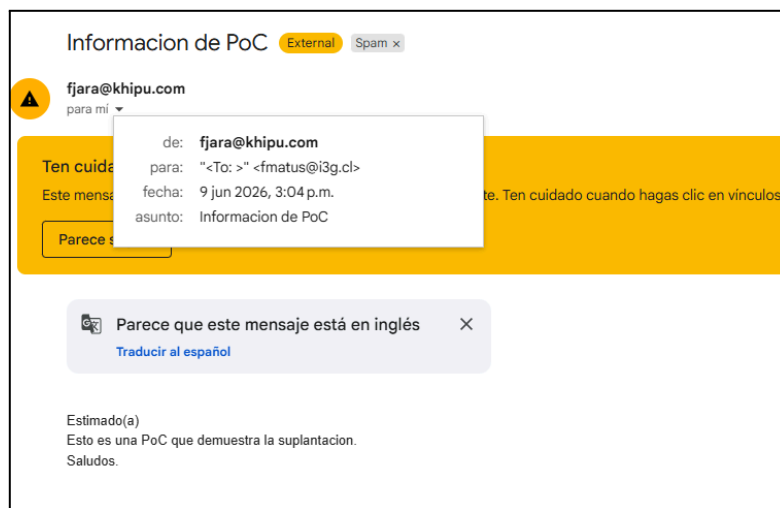 Informacion de PoC External Spam ×
fjara@khipu.com
para mí
de: fjara@khipu.com
para: "<To: >" <fmatus@i3g.cl>
fecha: 9 jun 2026, 3:04 p.m.
asunto: Informacion de PoC
Ten cuida
Este mensa te. Ten cuidado cuando hagas clic en vínculos
Parece s
Parece que este mensaje está en inglés
Traducir al español
Estimado(a)
Esto es una PoC que demuestra la suplantacion.
Saludos.